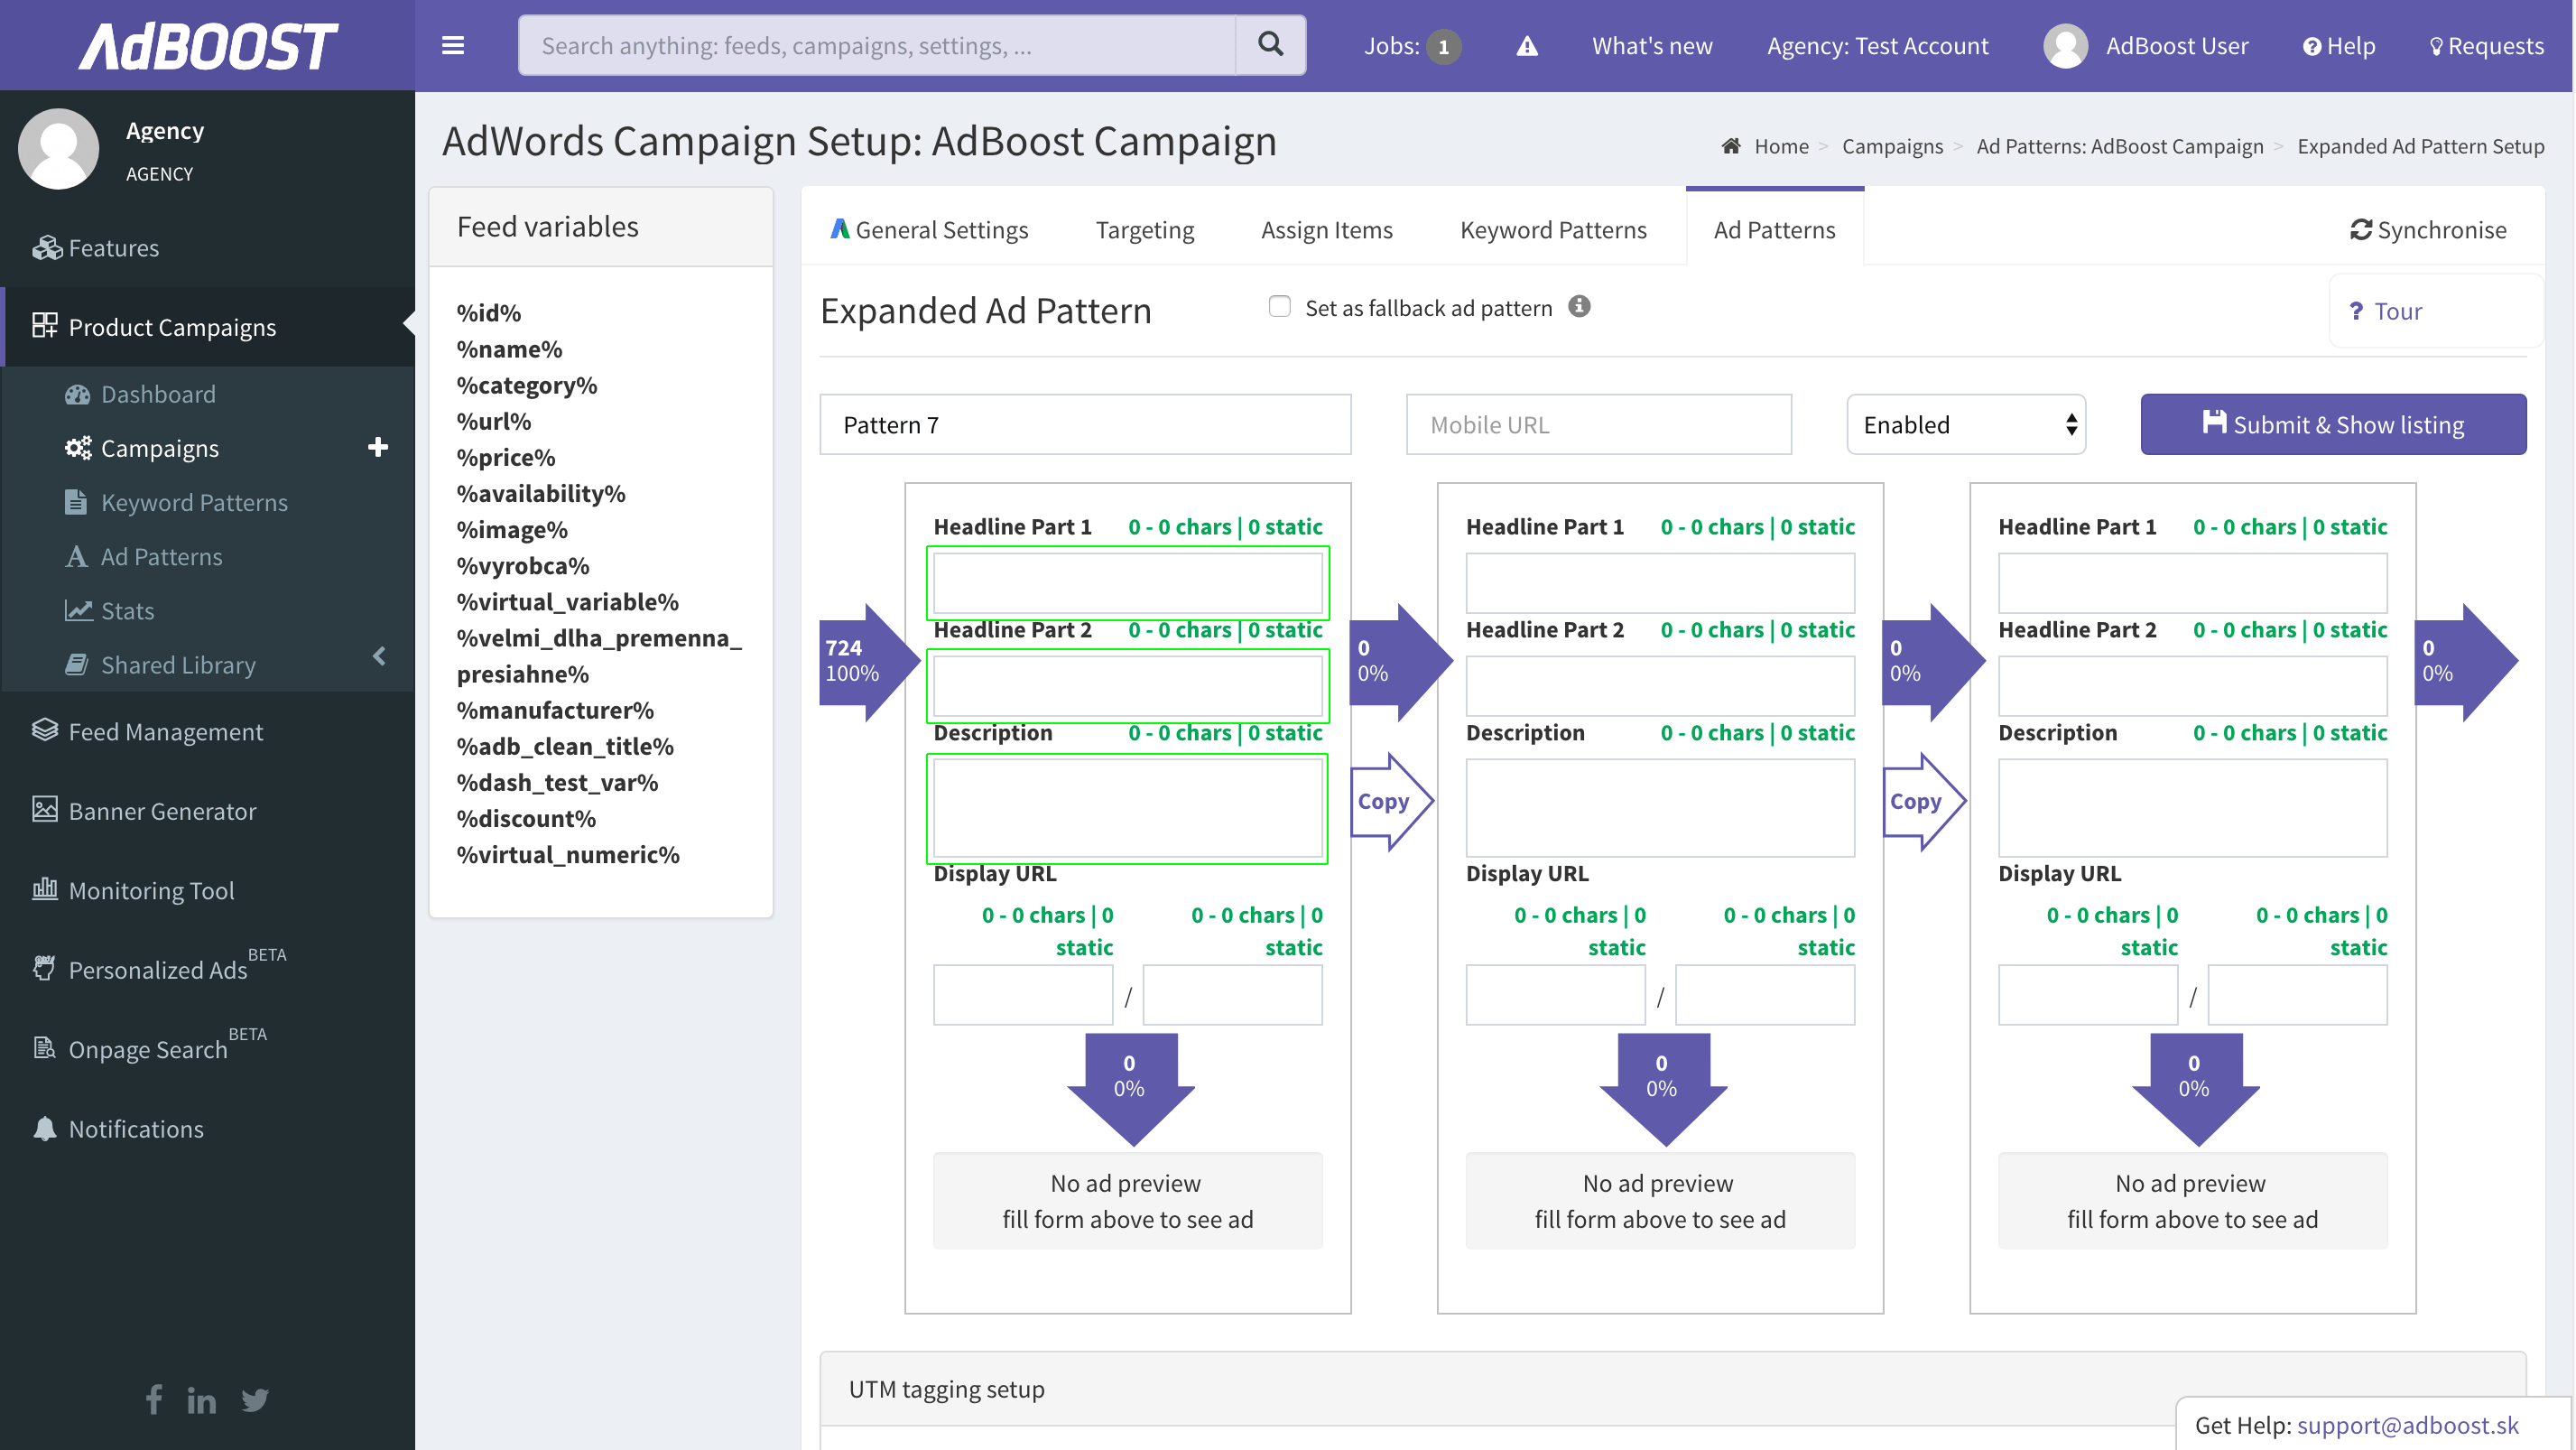 AdBOOST
Search anything: feeds, campaigns, settings, ...
Jobs: 1
What's new
Agency: Test Account
AdBoost User
Help
Requests
Agency
AGENCY
Features
Product Campaigns
Dashboard
Campaigns
Keyword Patterns
Ad Patterns
Stats
Shared Library
Feed Management
Banner Generator
Monitoring Tool
Personalized Ads BETA
Onpage Search BETA
Notifications
AdWords Campaign Setup: AdBoost Campaign
Home > Campaigns > Ad Patterns: AdBoost Campaign > Expanded Ad Pattern Setup
Feed variables
%id%
%name%
%category%
%url%
%price%
%availability%
%image%
%vyrobca%
%virtual_variable%
%velmi_dlha_premenna_
presiahne%
%manufacturer%
%adb_clean_title%
%dash_test_var%
%discount%
%virtual_numeric%
General Settings
Targeting
Assign Items
Keyword Patterns
Ad Patterns
Synchronise
Expanded Ad Pattern
Set as fallback ad pattern
? Tour
Pattern 7
Mobile URL
Enabled
Submit & Show listing
724
100%
Headline Part 1 0 - 0 chars | 0 static
Headline Part 2 0 - 0 chars | 0 static
Description 0 - 0 chars | 0 static
Display URL
0 - 0 chars | 0
static
0 - 0 chars | 0
static
/
0
0%
No ad preview
fill form above to see ad
0
0%
Copy
Headline Part 1 0 - 0 chars | 0 static
Headline Part 2 0 - 0 chars | 0 static
Description 0 - 0 chars | 0 static
Display URL
0 - 0 chars | 0
static
0 - 0 chars | 0
static
/
0
0%
No ad preview
fill form above to see ad
0
0%
Copy
Headline Part 1 0 - 0 chars | 0 static
Headline Part 2 0 - 0 chars | 0 static
Description 0 - 0 chars | 0 static
Display URL
0 - 0 chars | 0
static
0 - 0 chars | 0
static
/
0
0%
No ad preview
fill form above to see ad
0
0%
UTM tagging setup
Get Help: support@adboost.sk